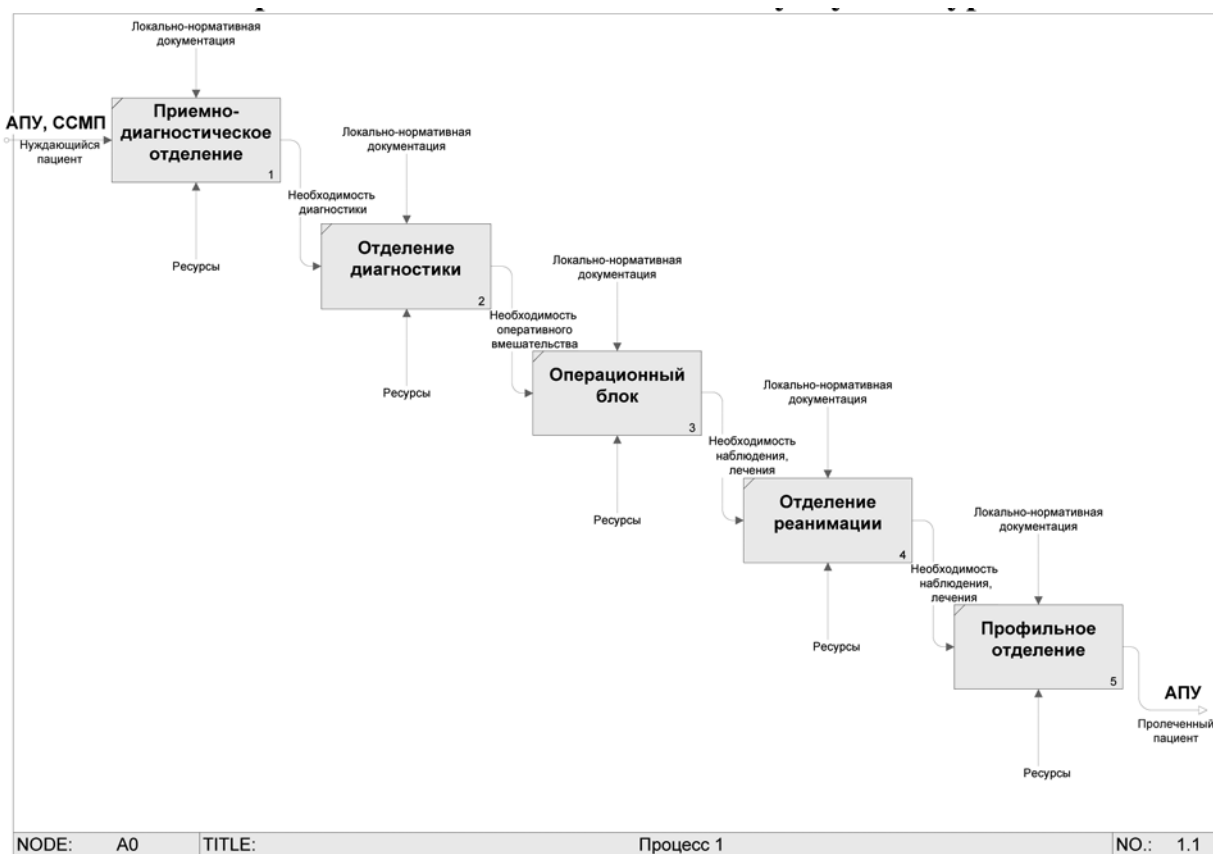 Локально-нормативная
документация
АПУ, ССМП
Нуждающийся
пациент
Приемно-
диагностическое
отделение
1
Ресурсы
Необходимость
диагностики
Локально-нормативная
документация
Отделение
диагностики
2
Ресурсы
Необходимость
оперативного
вмешательства
Локально-нормативная
документация
Операционный
блок
3
Ресурсы
Необходимость
наблюдения,
лечения
Локально-нормативная
документация
Отделение
реанимации
4
Ресурсы
Необходимость
наблюдения,
лечения
Локально-нормативная
документация
Профильное
отделение
5
Ресурсы
АПУ
Пролеченный
пациент
NODE: A0 TITLE: Процесс 1 NO.: 1.1